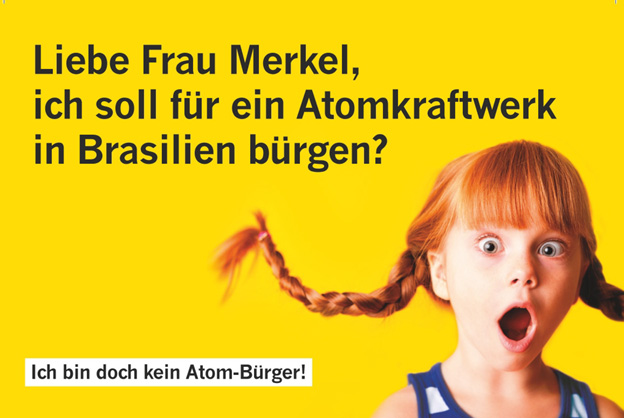 Liebe Frau Merkel,
ich soll für ein Atomkraftwerk
in Brasilien bürgen?
Ich bin doch kein Atom-Bürger!